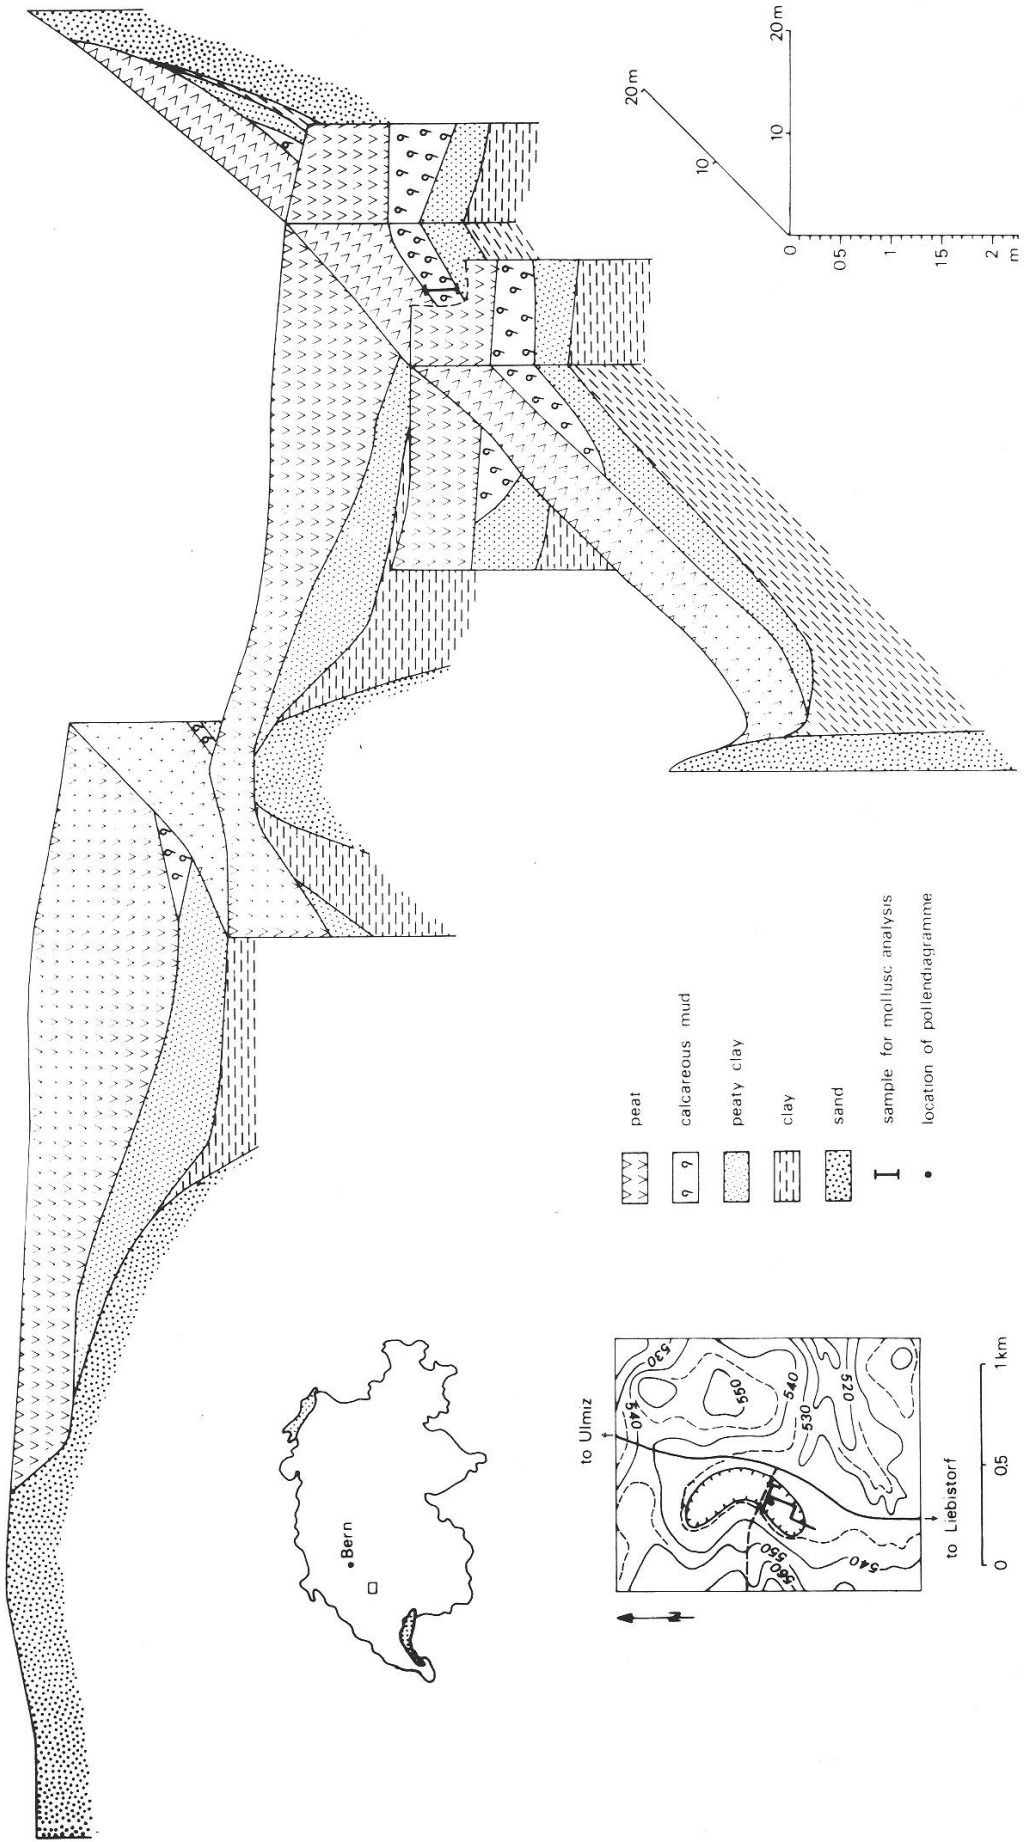 20m
10
20m
10
0
0.5
1
1.5
2
m
peat
calcareous mud
peaty clay
clay
sand
sample for mollusc analysis
location of pollendiagramme
Bern
to Ulmiz
530
540
550
540
530
520
560
550
540
to Liebistorf
N
0
0.5
1km